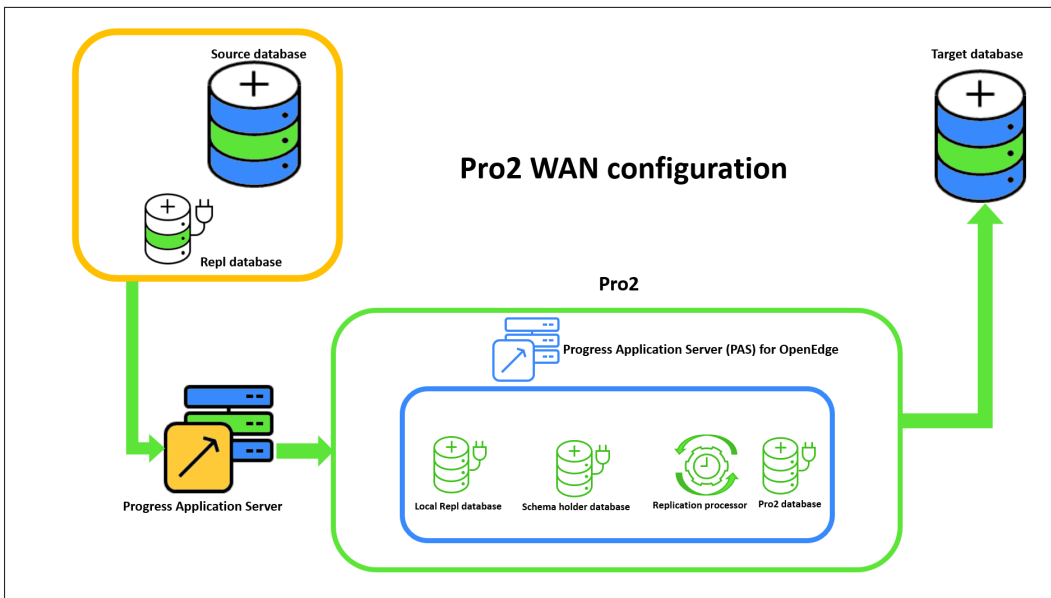 Source database
Target database
Pro2 WAN configuration
Repl database
Pro2
Progress Application Server (PAS) for OpenEdge
Local Repl database
Schema holder database
Replication processor
Pro2 database
Progress Application Server